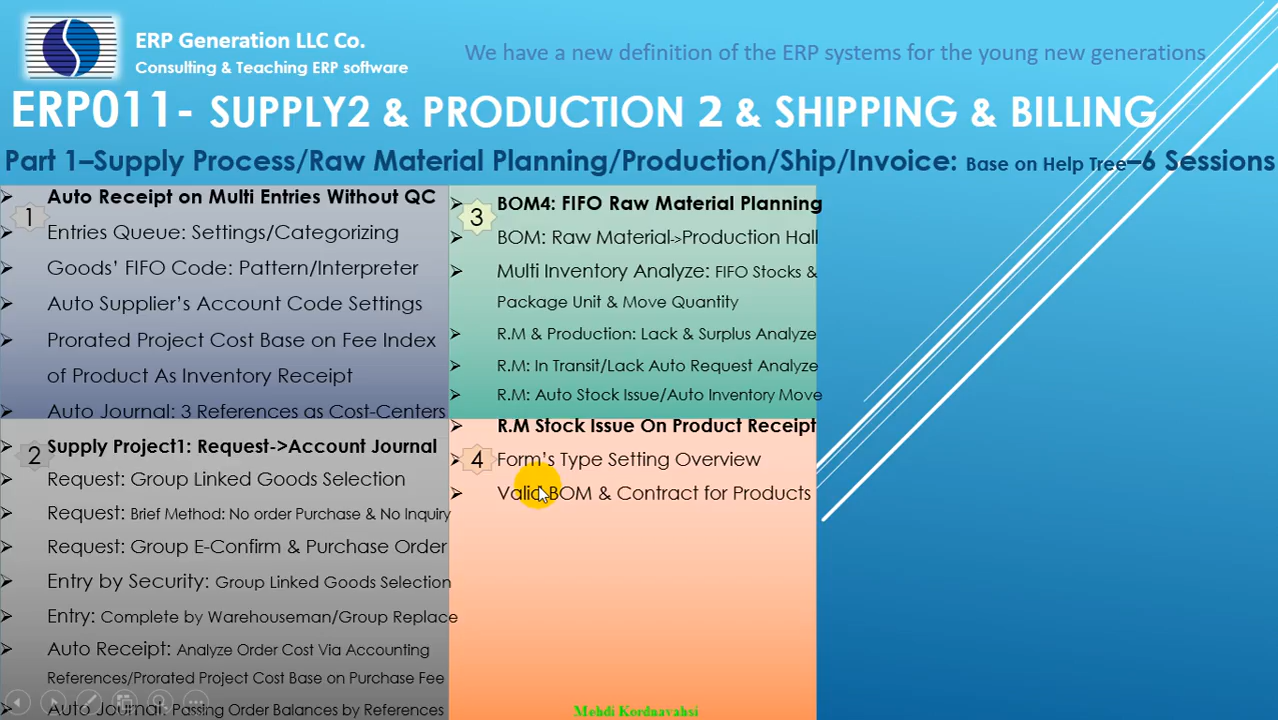 ERP Generation LLC Co.
Consulting & Teaching ERP software
We have a new definition of the ERP systems for the young new generations
ERP011- SUPPLY2 & PRODUCTION 2 & SHIPPING & BILLING
Part 1–Supply Process/Raw Material Planning/Production/Ship/Invoice: Base on Help Tree–6 Sessions
1
Auto Receipt on Multi Entries Without QC
Entries Queue: Settings/Categorizing
Goods’ FIFO Code: Pattern/Interpreter
Auto Supplier’s Account Code Settings
Prorated Project Cost Base on Fee Index
of Product As Inventory Receipt
Auto Journal: 3 References as Cost-Centers
2
Supply Project1: Request->Account Journal
Request: Group Linked Goods Selection
Request: Brief Method: No order Purchase & No Inquiry
Request: Group E-Confirm & Purchase Order
Entry by Security: Group Linked Goods Selection
Entry: Complete by Warehouseman/Group Replace
Auto Receipt: Analyze Order Cost Via Accounting
References/Prorated Project Cost Base on Purchase Fee
Auto Journal: Passing Order Balances by References
3
BOM4: FIFO Raw Material Planning
BOM: Raw Material->Production Hall
Multi Inventory Analyze: FIFO Stocks &
Package Unit & Move Quantity
R.M & Production: Lack & Surplus Analyze
R.M: In Transit/Lack Auto Request Analyze
R.M: Auto Stock Issue/Auto Inventory Move
4
R.M Stock Issue On Product Receipt
Form’s Type Setting Overview
Valid BOM & Contract for Products
Mehdi Kordnavahsi